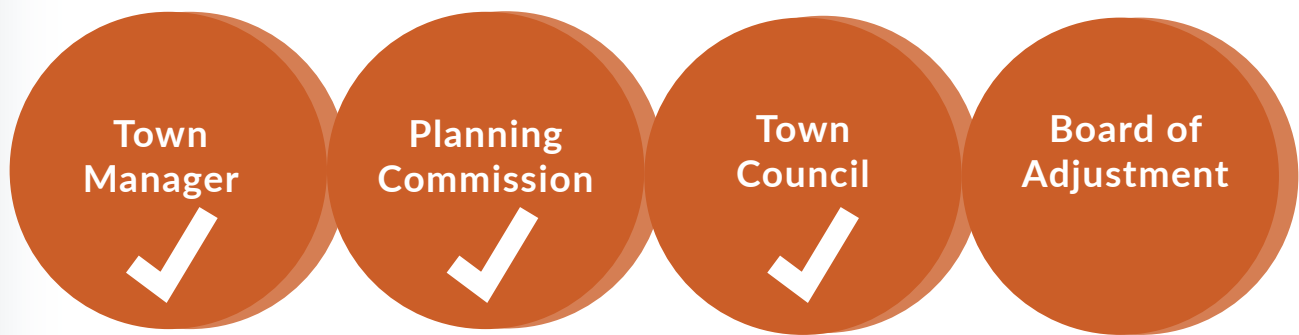 Town
Manager
Planning
Commission
Town
Council
Board of
Adjustment